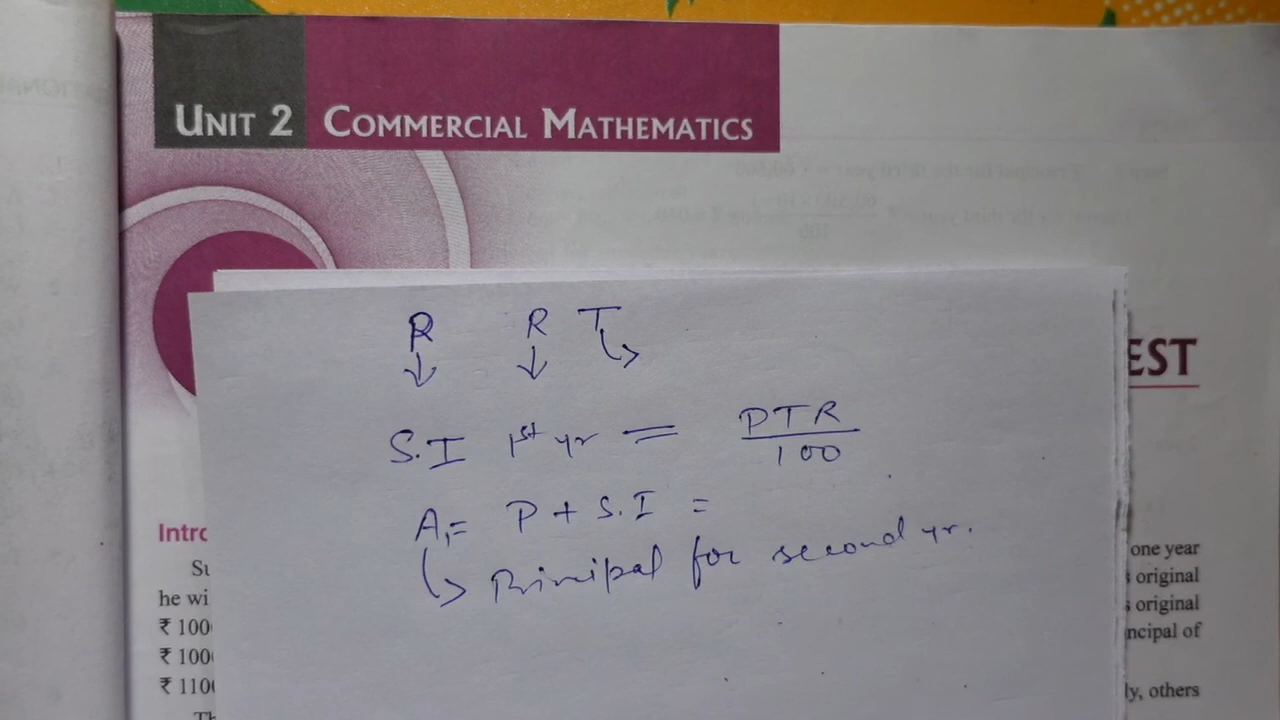 UNIT 2 COMMERCIAL MATHEMATICS
R R T
S.I 1st yr = PTR
100
A1= P + S.I =
Principal for second yr.
EST
Intro
Su
he wi
₹ 100
₹ 100
₹ 110
Th
one year
original
original
ncipal of
ly, others